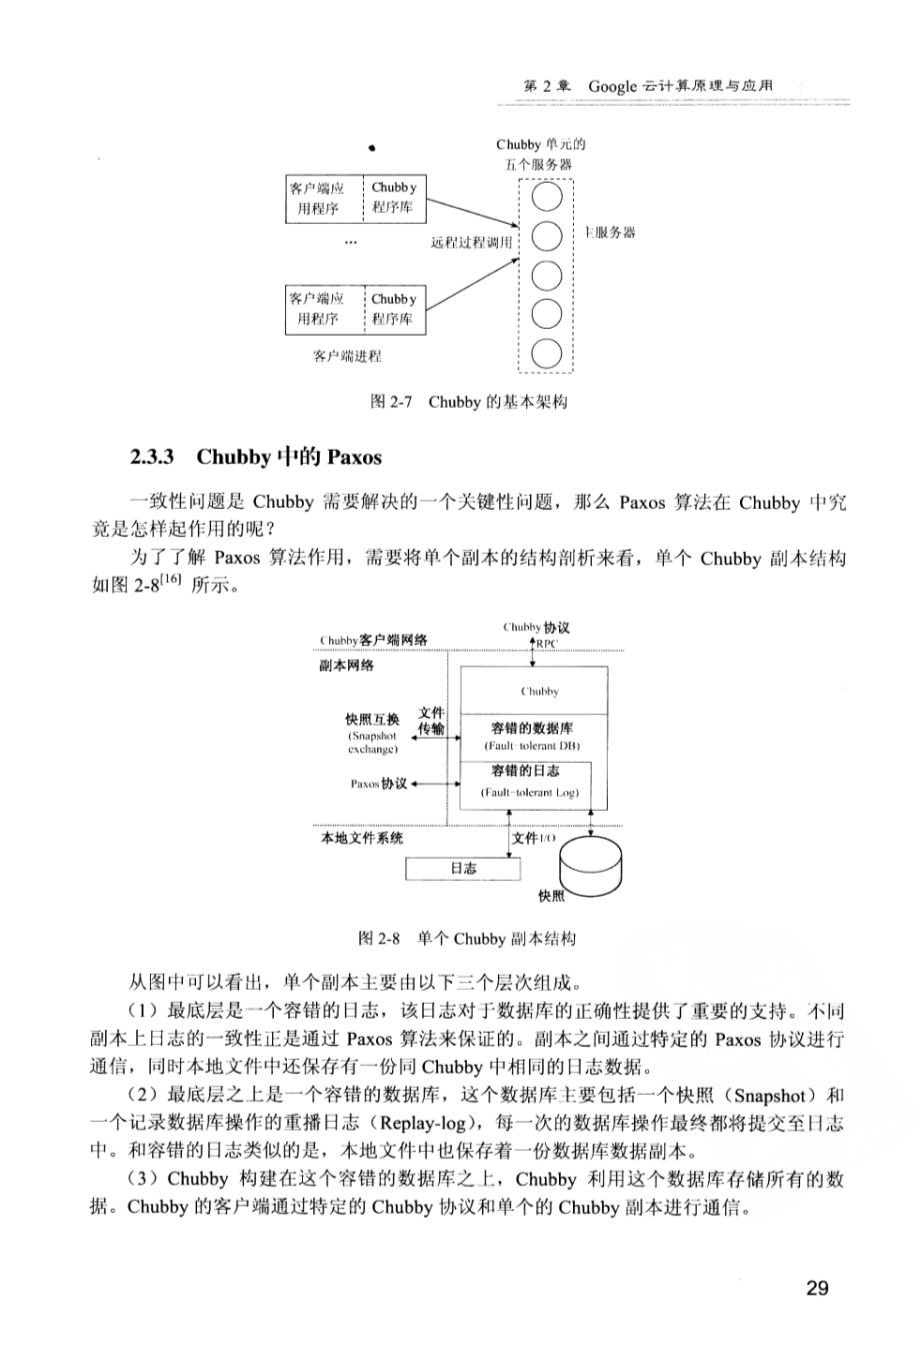 第 2 章 Google 云计算原理与应用
Chubby 单元的
五个服务器
客户端应
用程序
Chubby
程序库
…
远程过程调用
主服务器
客户端应
用程序
Chubby
程序库
客户端进程
图 2-7 Chubby 的基本架构
2.3.3 Chubby 中的 Paxos
一致性问题是 Chubby 需要解决的一个关键性问题，那么 Paxos 算法在 Chubby 中究
竟是怎样起作用的呢？
为了了解 Paxos 算法作用，需要将单个副本的结构剖析来看，单个 Chubby 副本结构
如图 2-8[16] 所示。
Chubby协议
Chubby客户端网络
RPC
副本网络
Chubby
快照互换
(Snapshot
exchange)
文件
传输
容错的数据库
(Fault-tolerant DB)
容错的日志
(Fault-tolerant Log)
Paxos协议
本地文件系统
文件I/O
日志
快照
图 2-8 单个 Chubby 副本结构
从图中可以看出，单个副本主要由以下三个层次组成。
（1）最底层是一个容错的日志，该日志对于数据库的正确性提供了重要的支持。不同
副本上日志的一致性正是通过 Paxos 算法来保证的。副本之间通过特定的 Paxos 协议进行
通信，同时本地文件中还保存有一份同 Chubby 中相同的日志数据。
（2）最底层之上是一个容错的数据库，这个数据库主要包括一个快照（Snapshot）和
一个记录数据库操作的重播日志（Replay-log），每一次的数据库操作最终都将提交至日志
中。和容错的日志类似的是，本地文件中也保存着一份数据库数据副本。
（3）Chubby 构建在这个容错的数据库之上，Chubby 利用这个数据库存储所有的数
据。Chubby 的客户端通过特定的 Chubby 协议和单个的 Chubby 副本进行通信。
29